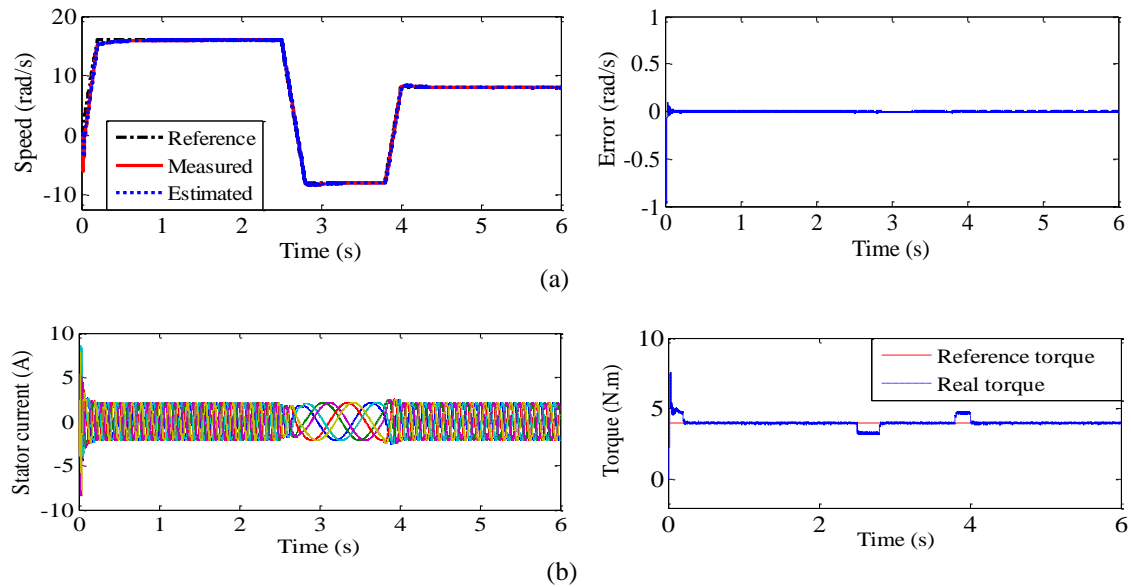 20
10
0
-10
Speed (rad/s)
Reference
Measured
Estimated
0 1 2 3 4 5 6
Time (s)
1
0.5
0
-0.5
-1
Error (rad/s)
0 1 2 3 4 5 6
Time (s)
(a)
10
5
0
-5
-10
Stator current (A)
0 1 2 3 4 5 6
Time (s)
10
5
0
Torque (N.m)
Reference torque
Real torque
0 2 4 6
Time (s)
(b)